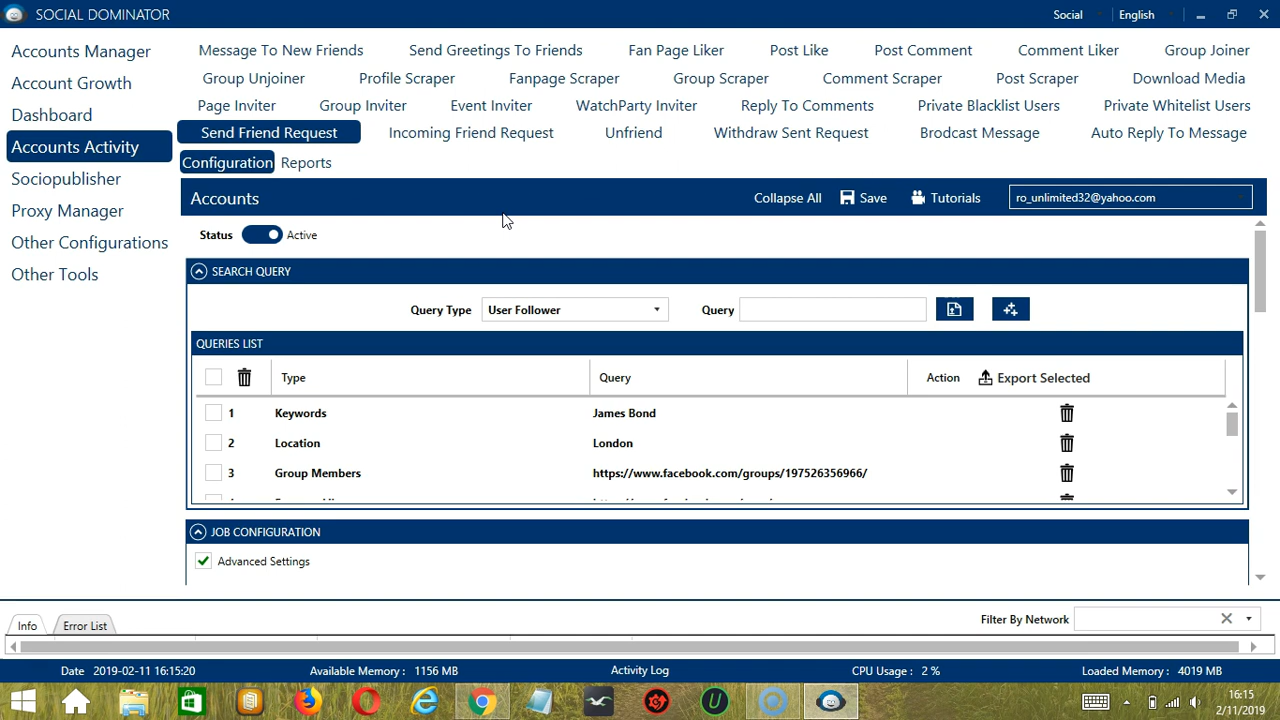 SOCIAL DOMINATOR
Social English
Accounts Manager
Account Growth
Dashboard
Accounts Activity
Sociopublisher
Proxy Manager
Other Configurations
Other Tools
Message To New Friends Send Greetings To Friends Fan Page Liker Post Like Post Comment Comment Liker Group Joiner
Group Unjoiner Profile Scraper Fanpage Scraper Group Scraper Comment Scraper Post Scraper Download Media
Page Inviter Group Inviter Event Inviter WatchParty Inviter Reply To Comments Private Blacklist Users Private Whitelist Users
Send Friend Request Incoming Friend Request Unfriend Withdraw Sent Request Brodcast Message Auto Reply To Message
Configuration Reports
Accounts Collapse All Save Tutorials ro_unlimited32@yahoo.com
Status Active
SEARCH QUERY
Query Type User Follower Query
QUERIES LIST
Type Query Action Export Selected
1 Keywords James Bond
2 Location London
3 Group Members https://www.facebook.com/groups/197526356966/
JOB CONFIGURATION
Advanced Settings
Info Error List Filter By Network
Date 2019-02-11 16:15:20 Available Memory : 1156 MB Activity Log CPU Usage : 2 % Loaded Memory : 4019 MB
16:15
2/11/2019